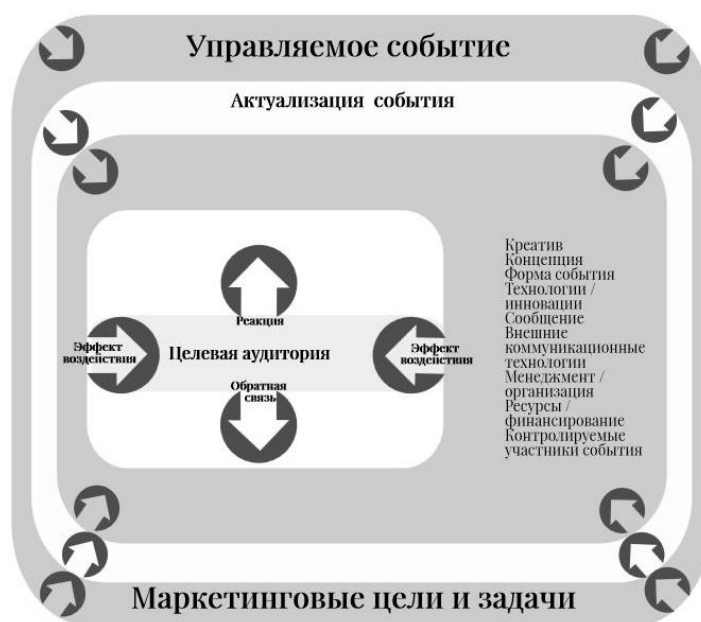 Управляемое событие
Актуализация события
Креатив
Концепция
Форма события
Технологии /
инновации
Сообщение
Внешние
коммуникационные
технологии
Менеджмент /
организация
Ресурсы /
финансирование
Контролируемые
участники события
Реакция
Эффект
воздействия
Целевая аудитория
Эффект
воздействия
Обратная
связь
Маркетинговые цели и задачи